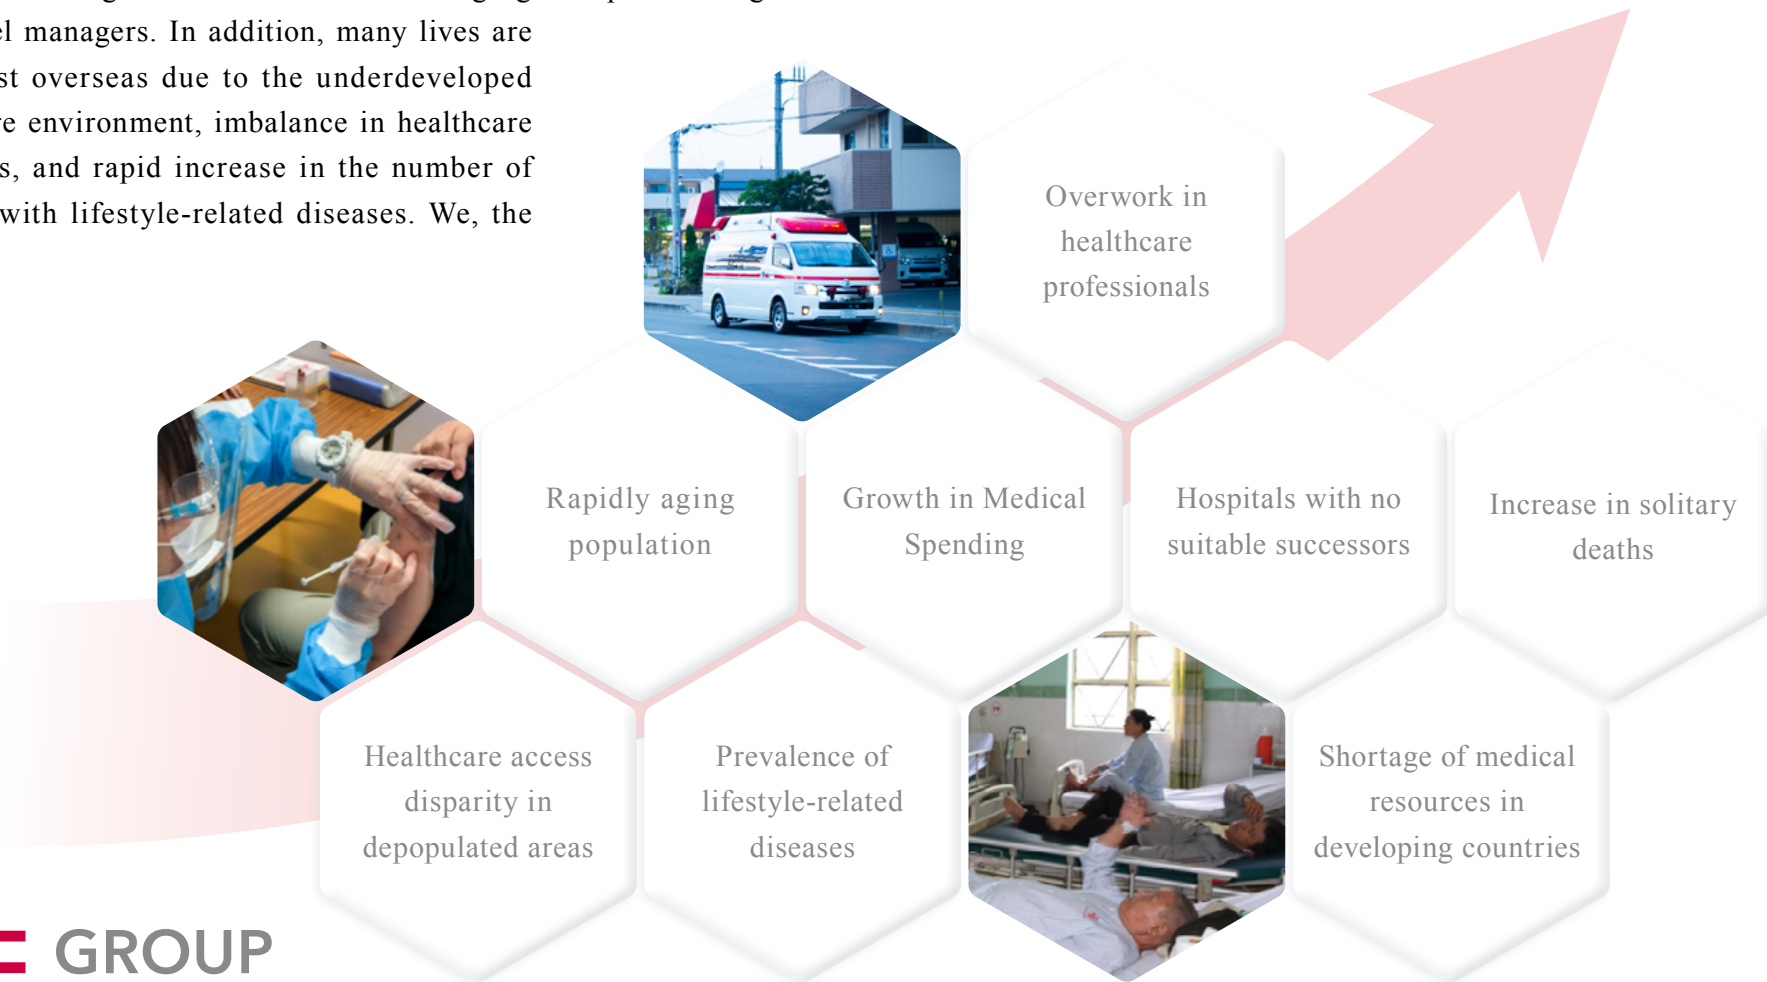 managers. In addition, many lives are
overseas due to the underdeveloped
environment, imbalance in healthcare
and rapid increase in the number of
with lifestyle-related diseases. We, the
Overwork in
healthcare
professionals
Rapidly aging
population
Growth in Medical
Spending
Hospitals with no
suitable successors
Increase in solitary
deaths
Healthcare access
disparity in
depopulated areas
Prevalence of
lifestyle-related
diseases
Shortage of medical
resources in
developing countries
GROUP